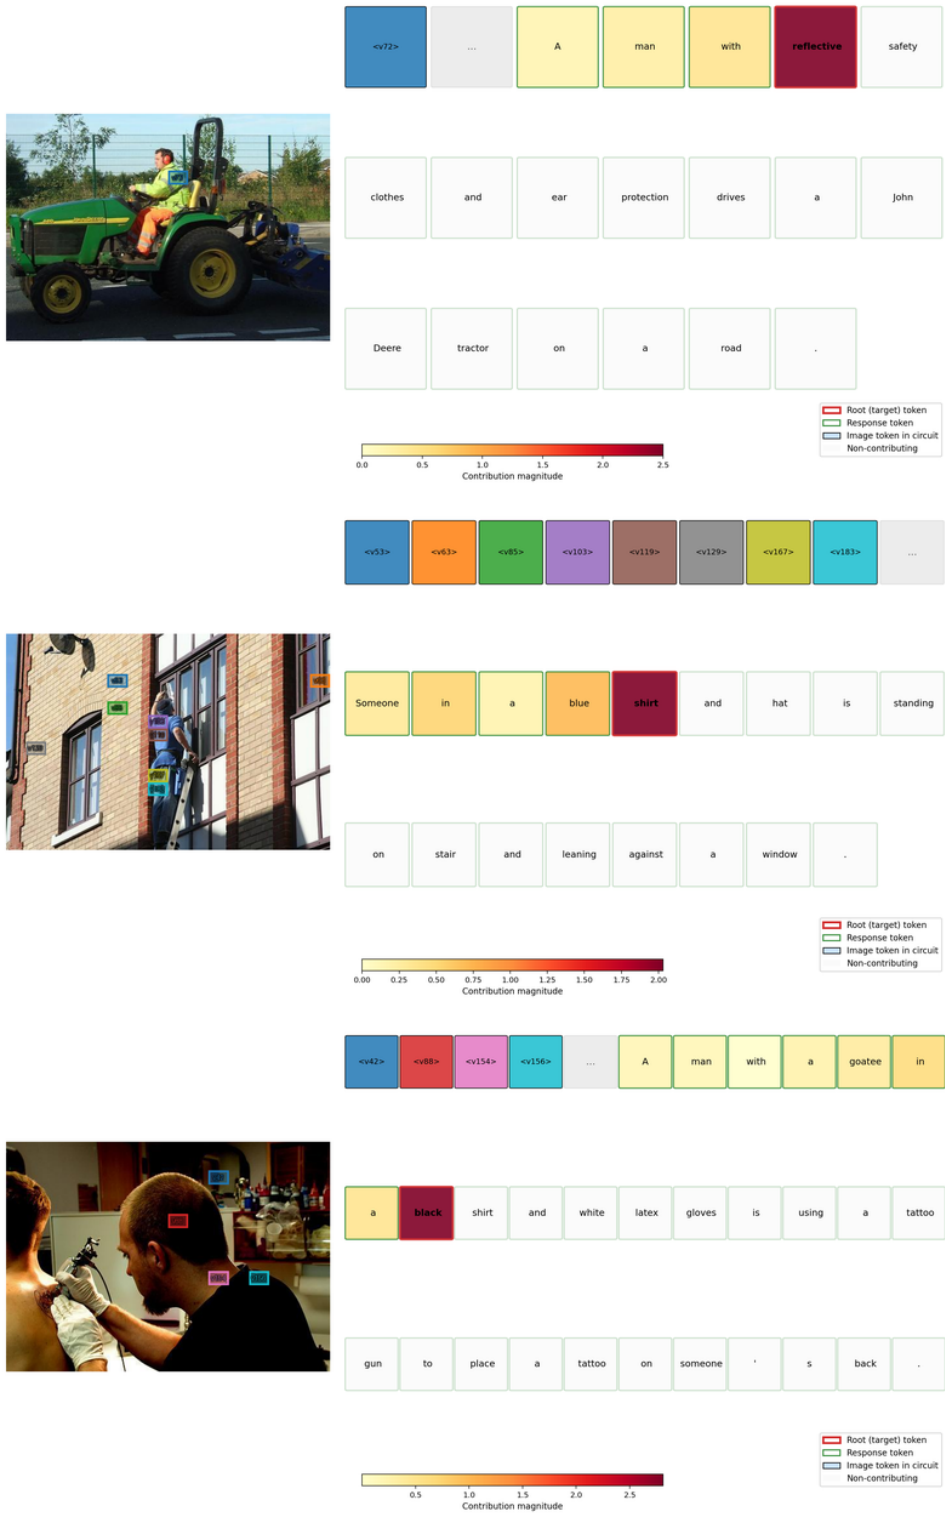 <v72> ... A man with reflective safety
clothes and ear protection drives a John
Deere tractor on a road .
Root (target) token
Response token
Image token in circuit
Non-contributing
0.0 0.5 1.0 1.5 2.0 2.5
Contribution magnitude
<v53> <v63> <v85> <v103> <v119> <v129> <v167> <v183> ...
Someone in a blue shirt and hat is standing
on stair and leaning against a window .
Root (target) token
Response token
Image token in circuit
Non-contributing
0.00 0.25 0.50 0.75 1.00 1.25 1.50 1.75 2.00
Contribution magnitude
<v42> <v88> <v154> <v156> ... A man with a goatee in
a black shirt and white latex gloves is using a tattoo
gun to place a tattoo on someone ' s back .
Root (target) token
Response token
Image token in circuit
Non-contributing
0.5 1.0 1.5 2.0 2.5
Contribution magnitude